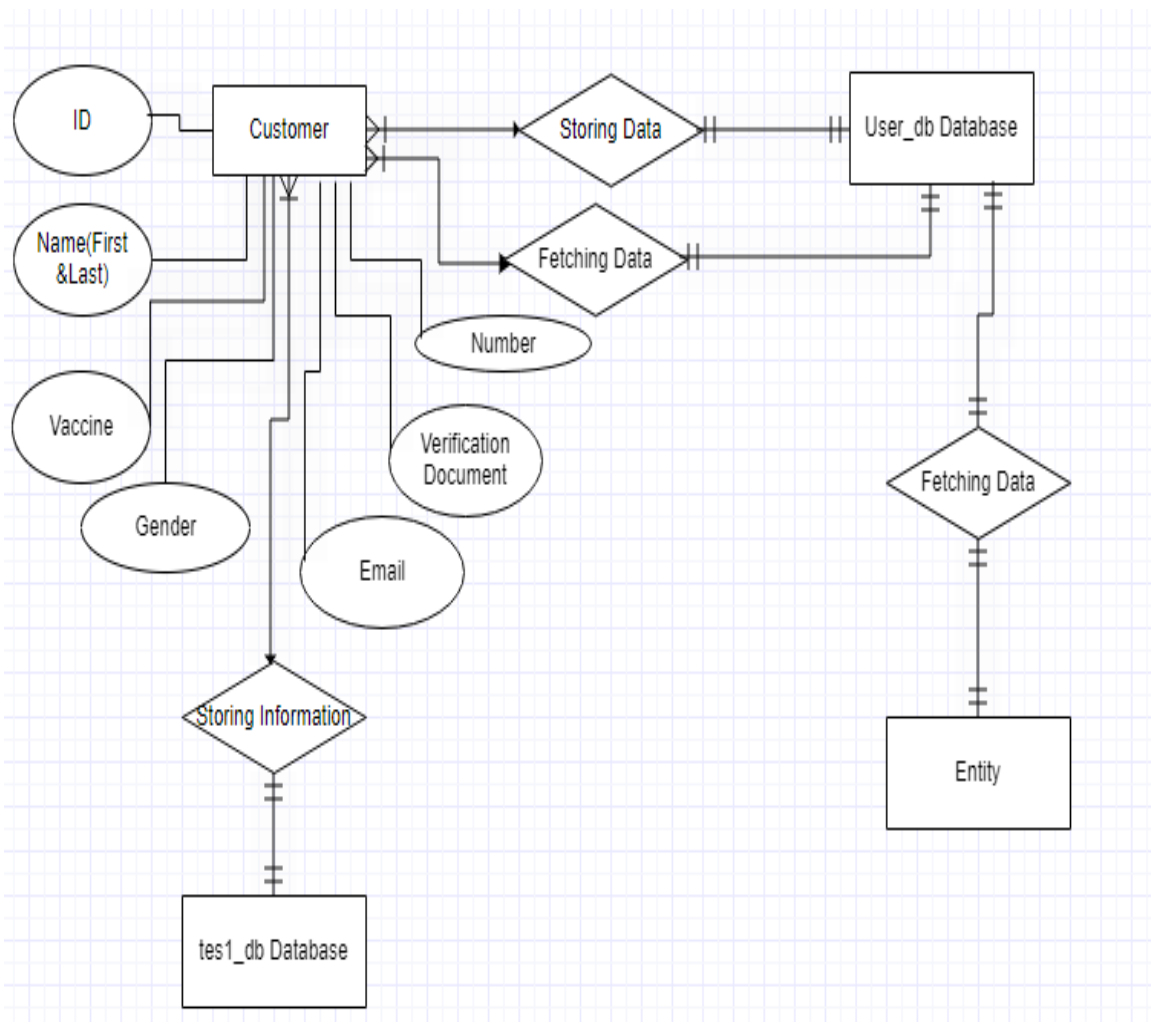 ID
Customer
Storing Data
User_db Database
Name(First
&Last)
Fetching Data
Number
Vaccine
Verification
Document
Fetching Data
Gender
Email
Storing Information
Entity
tes1_db Database